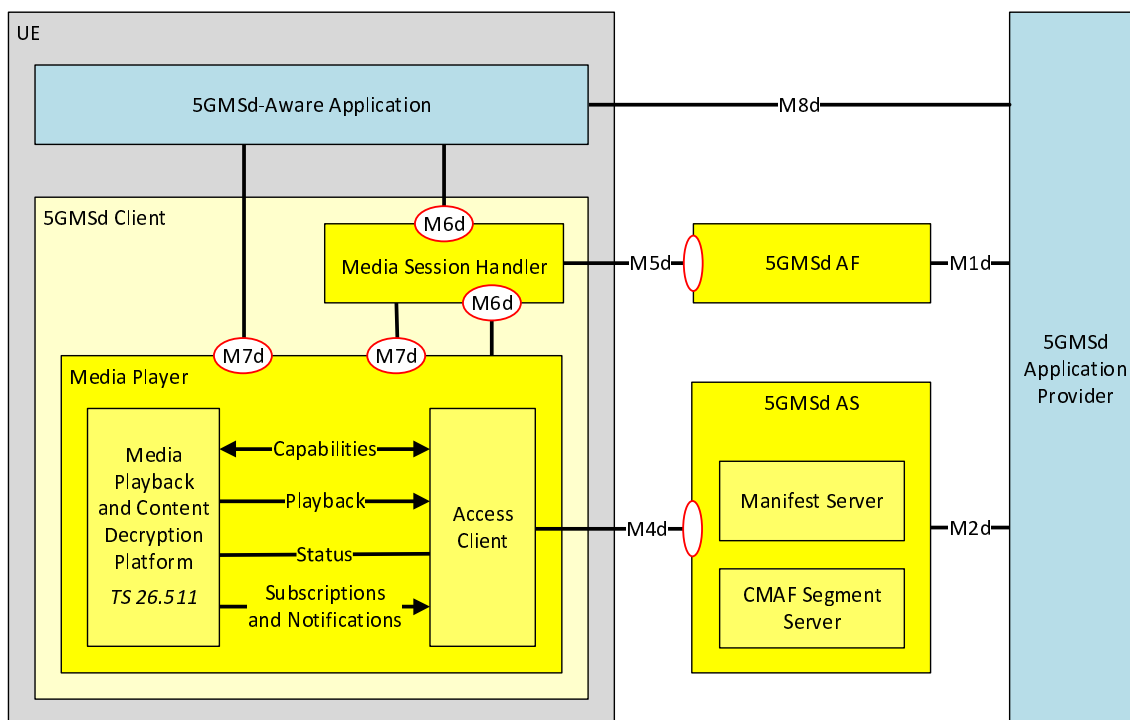 UE
5GMSd-Aware Application
M8d
5GMSd Client
M6d
Media Session Handler
M5d
5GMSd AF
M1d
M6d
M7d
M7d
Media Player
5GMSd
Application
Provider
5GMSd AS
Media
Playback
and Content
Decryption
Platform
TS 26.511
Capabilities
Playback
Status
Subscriptions
and Notifications
Access
Client
M4d
Manifest Server
M2d
CMAF Segment
Server